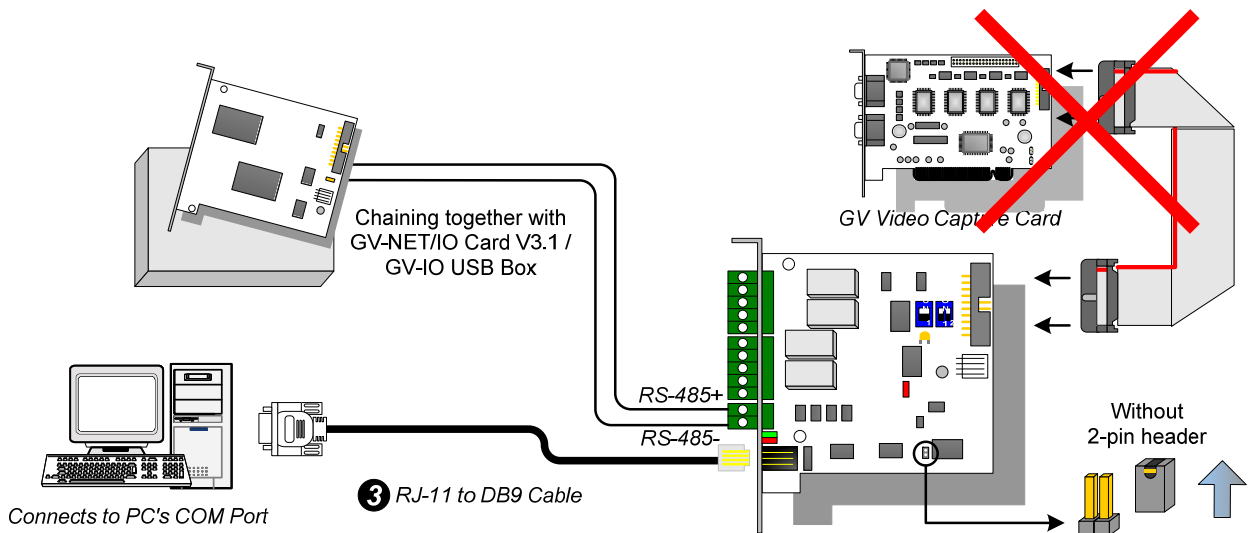 GV Video Capture Card
Chaining together with
GV-NET/IO Card V3.1 /
GV-IO USB Box
RS-485+
RS-485-
Without
2-pin header
3 RJ-11 to DB9 Cable
Connects to PC's COM Port